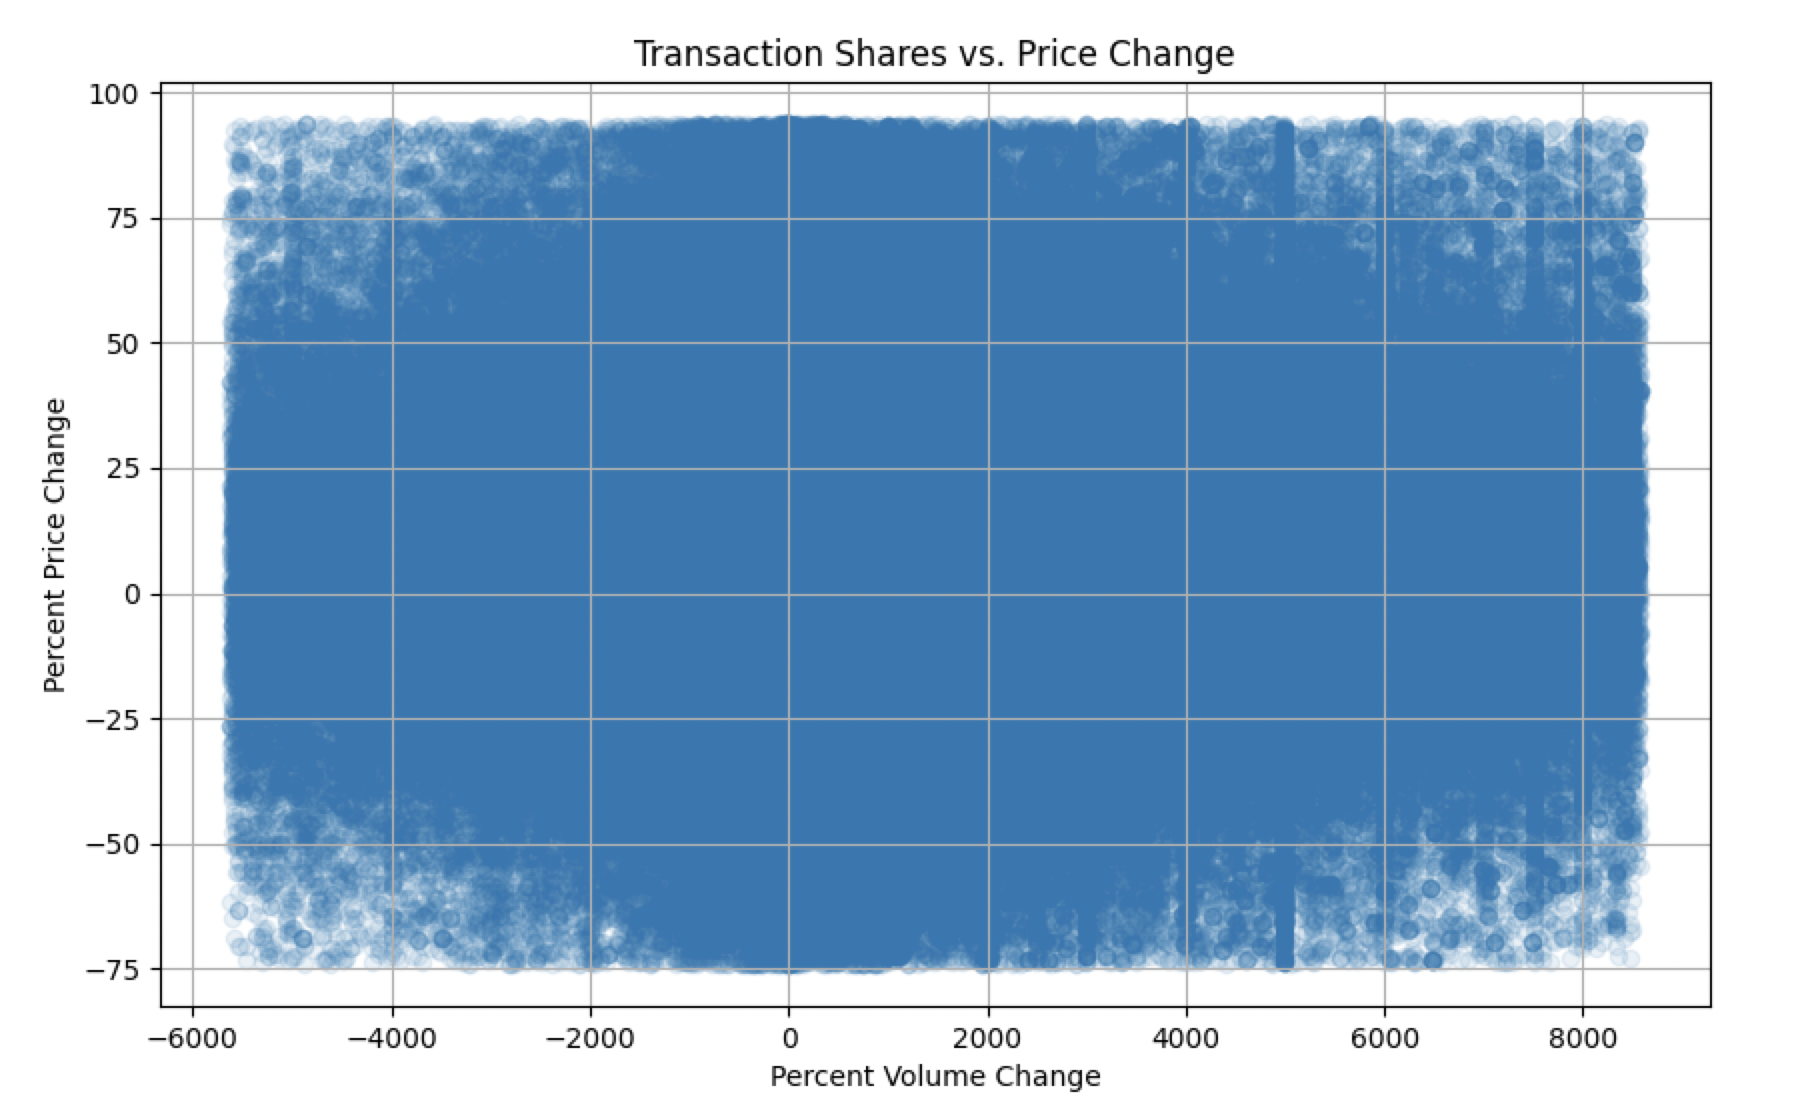 Transaction Shares vs. Price Change
100
75
50
25
0
−25
−50
−75
Percent Price Change
−6000 −4000 −2000 0 2000 4000 6000 8000
Percent Volume Change